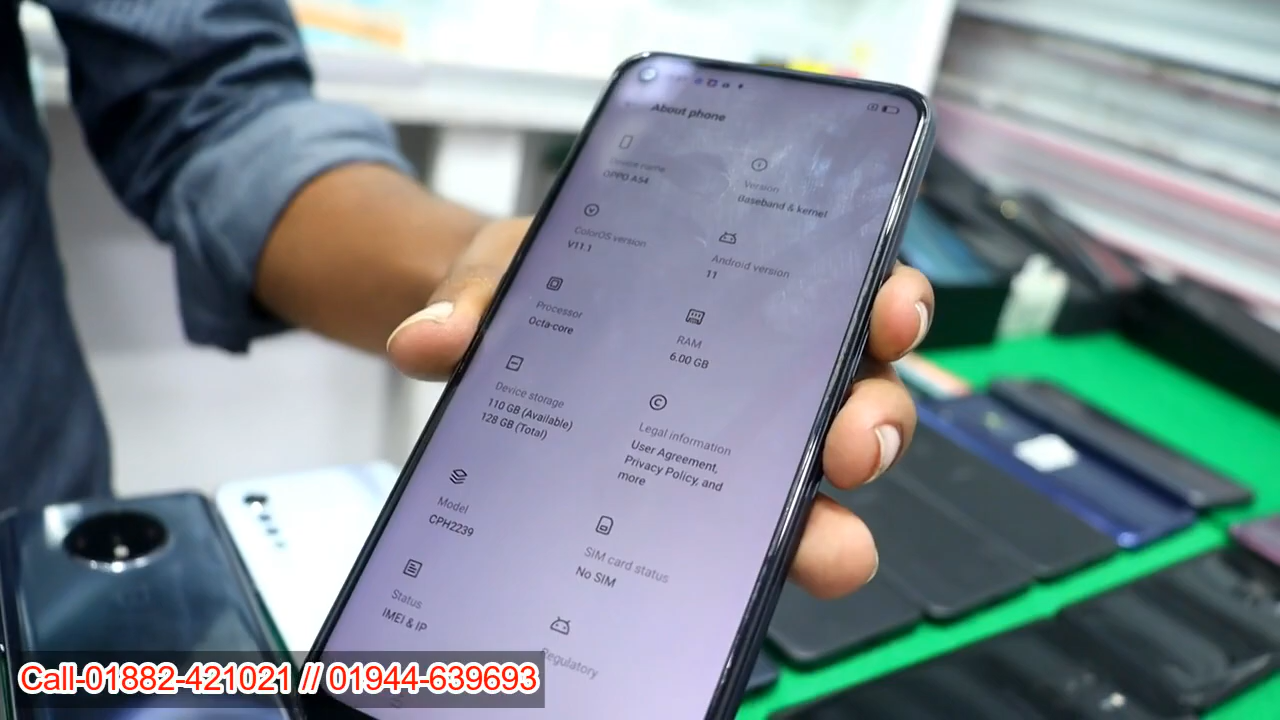 About phone
Device name
OPPO A54
Version
Baseband & kernel
ColorOS version
V11.1
Android version
11
Processor
Octa-core
RAM
6.00 GB
Device storage
110 GB (Available)
128 GB (Total)
Legal information
User Agreement,
Privacy Policy, and
more
Model
CPH2239
SIM card status
No SIM
Status
IMEI & IP
Regulatory
Call-01882-421021 // 01944-639693